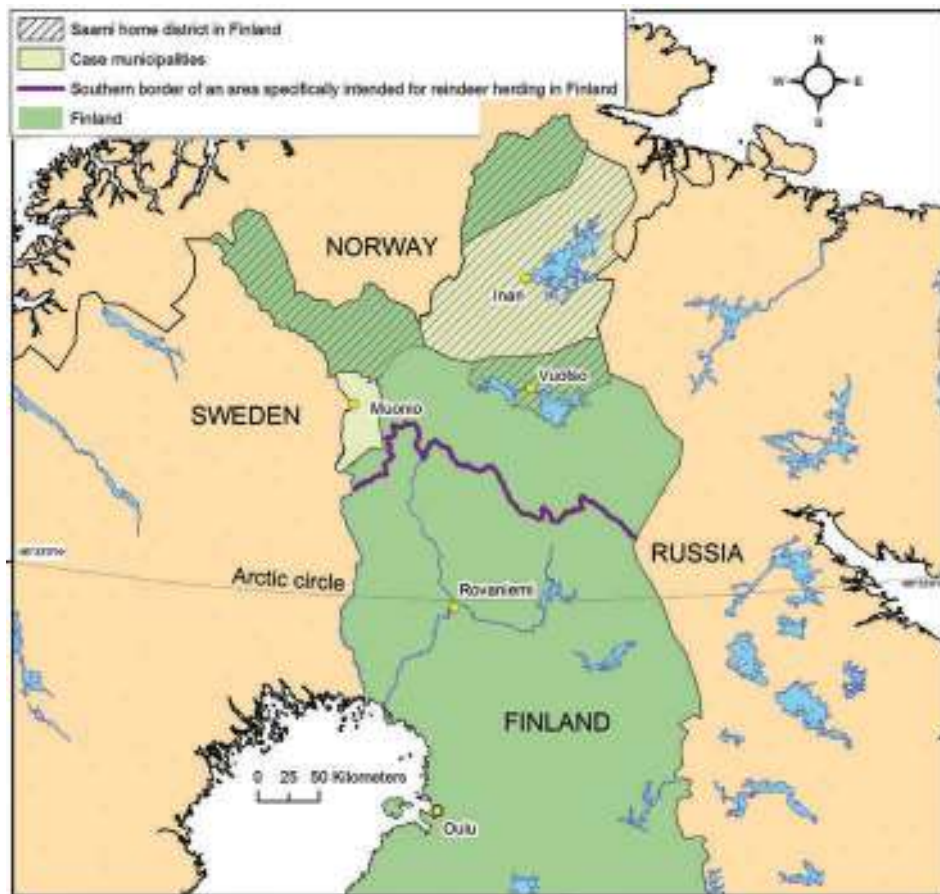 Saami home district in Finland
Case municipalities
Southern border of an area specifically intended for reindeer herding in Finland
Finland
N
W
E
S
NORWAY
Inari
Vuotso
SWEDEN
Muonio
RUSSIA
Arctic circle
Rovaniemi
FINLAND
0 25 50 Kilometers
Oulu